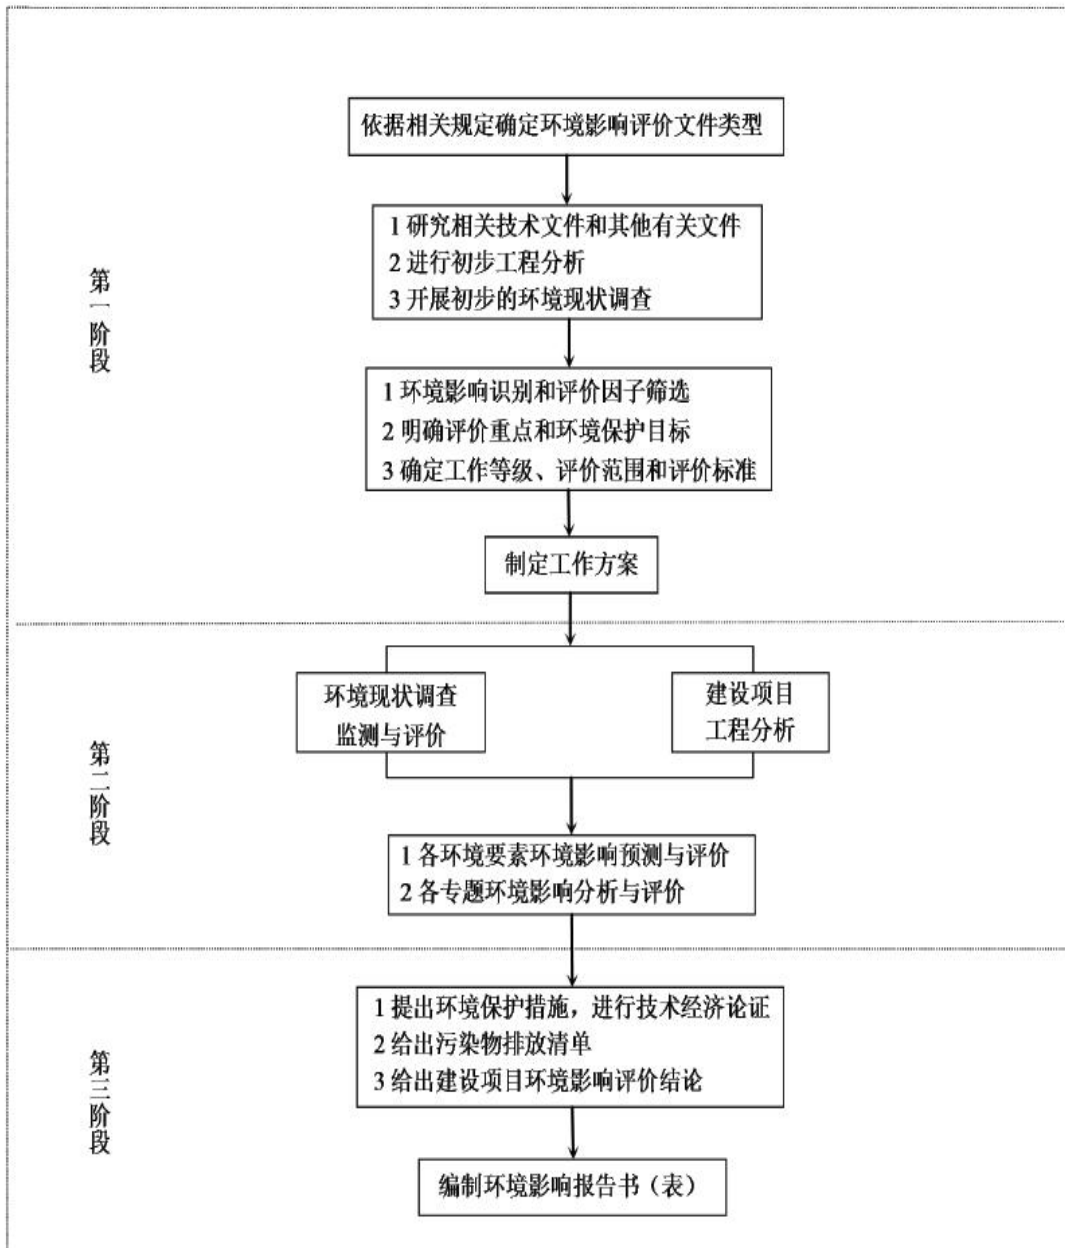 依据相关规定确定环境影响评价文件类型
1 研究相关技术文件和其他有关文件
2 进行初步工程分析
3 开展初步的环境现状调查
第一阶段
1 环境影响识别和评价因子筛选
2 明确评价重点和环境保护目标
3 确定工作等级、评价范围和评价标准
制定工作方案
环境现状调查
监测与评价
建设项目
工程分析
第二阶段
1 各环境要素环境影响预测与评价
2 各专题环境影响分析与评价
1 提出环境保护措施，进行技术经济论证
2 给出污染物排放清单
3 给出建设项目环境影响评价结论
第三阶段
编制环境影响报告书（表）